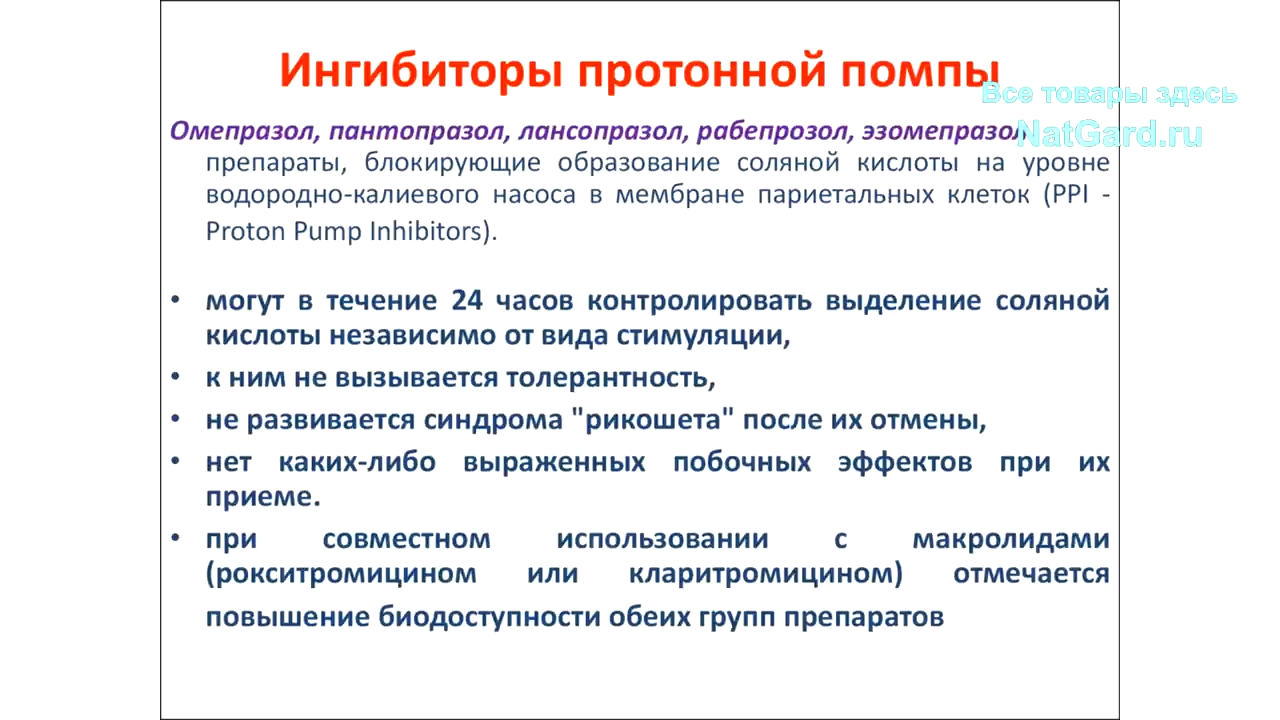 Ингибиторы протонной помпы
Все товары здесь
NatGard.ru
Омепразол, пантопразол, лансопразол, рабепрозол, эзомепразол
препараты, блокирующие образование соляной кислоты на уровне
водородно-калиевого насоса в мембране париетальных клеток (PPI -
Proton Pump Inhibitors).
• могут в течение 24 часов контролировать выделение соляной
кислоты независимо от вида стимуляции,
• к ним не вызывается толерантность,
• не развивается синдрома "рикошета" после их отмены,
• нет каких-либо выраженных побочных эффектов при их
приеме.
• при совместном использовании с макролидами
(рокситромицином или кларитромицином) отмечается
повышение биодоступности обеих групп препаратов